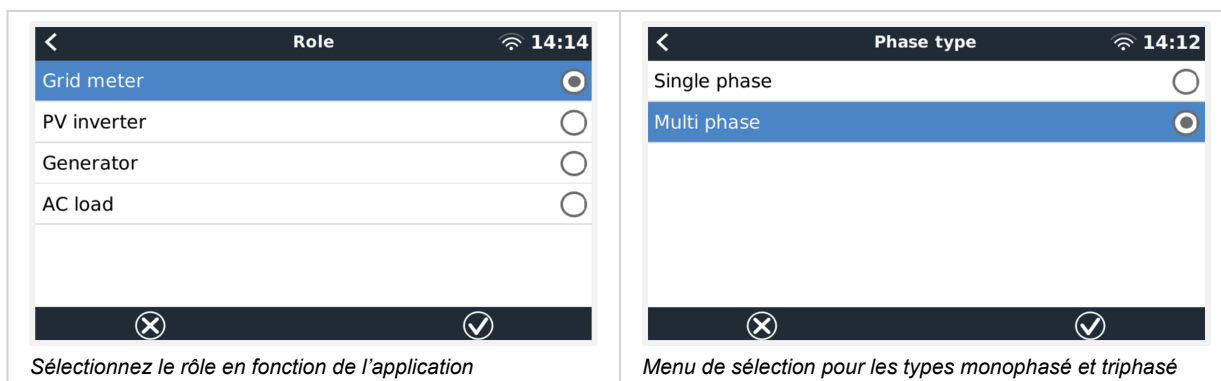 Role 14:14
Grid meter
PV inverter
Generator
AC load
Sélectionnez le rôle en fonction de l’application
Phase type 14:12
Single phase
Multi phase
Menu de sélection pour les types monophasé et triphasé